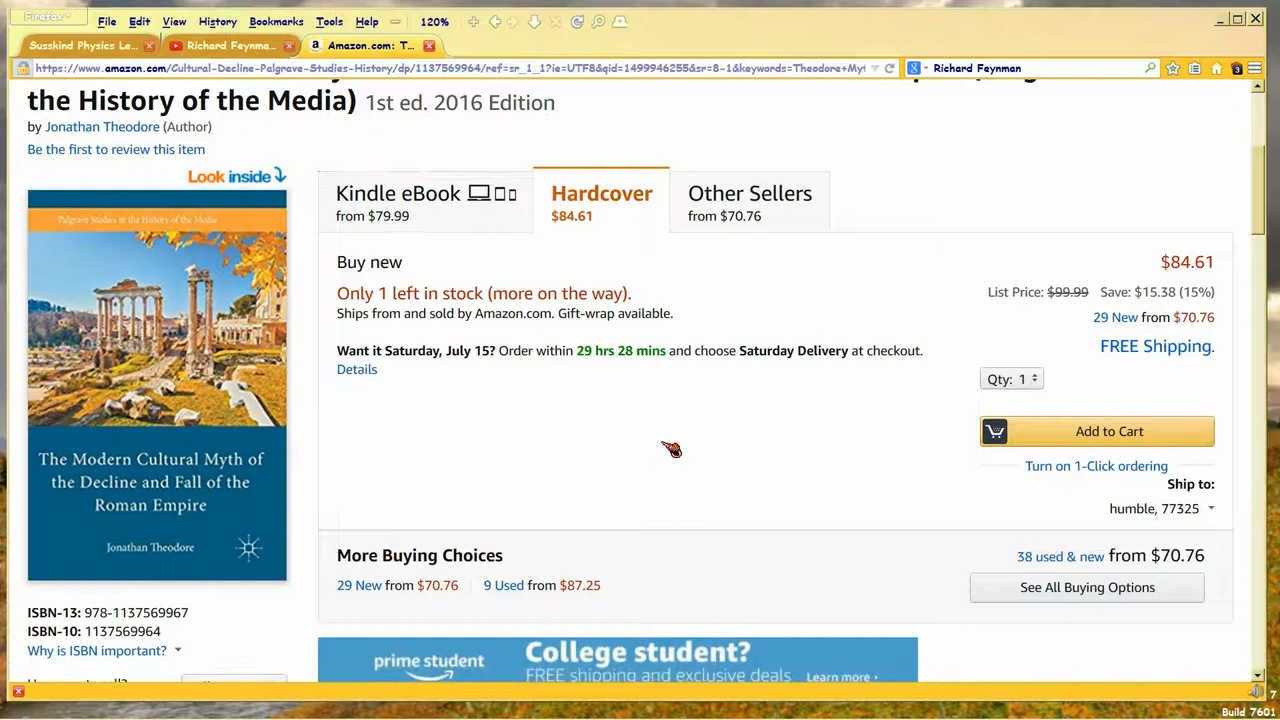 Firefox
File Edit View History Bookmarks Tools Help 120%
Susskind Physics Le... Richard Feynma... Amazon.com: T...
https://www.amazon.com/Cultural-Decline-Palgrave-Studies-History/dp/1137569964/ref=sr_1_1?ie=UTF8&qid=1499946255&sr=8-1&keywords=Theodore+My Richard Feynman 3
the History of the Media) 1st ed. 2016 Edition
by Jonathan Theodore (Author)
Be the first to review this item
Look inside
Palgrave Studies in the History of the Media
The Modern Cultural Myth of
the Decline and Fall of the
Roman Empire
Jonathan Theodore
ISBN-13: 978-1137569967
ISBN-10: 1137569964
Why is ISBN important?
Kindle eBook
from $79.99
Hardcover
$84.61
Other Sellers
from $70.76
Buy new
$84.61
Only 1 left in stock (more on the way).
List Price: $99.99 Save: $15.38 (15%)
Ships from and sold by Amazon.com. Gift-wrap available.
29 New from $70.76
FREE Shipping.
Want it Saturday, July 15? Order within 29 hrs 28 mins and choose Saturday Delivery at checkout.
Details
Qty: 1
Add to Cart
Turn on 1-Click ordering
Ship to:
humble, 77325
More Buying Choices
38 used & new from $70.76
29 New from $70.76 9 Used from $87.25
See All Buying Options
prime student
College student?
FREE shipping and exclusive deals
Learn more
7
Build 7601